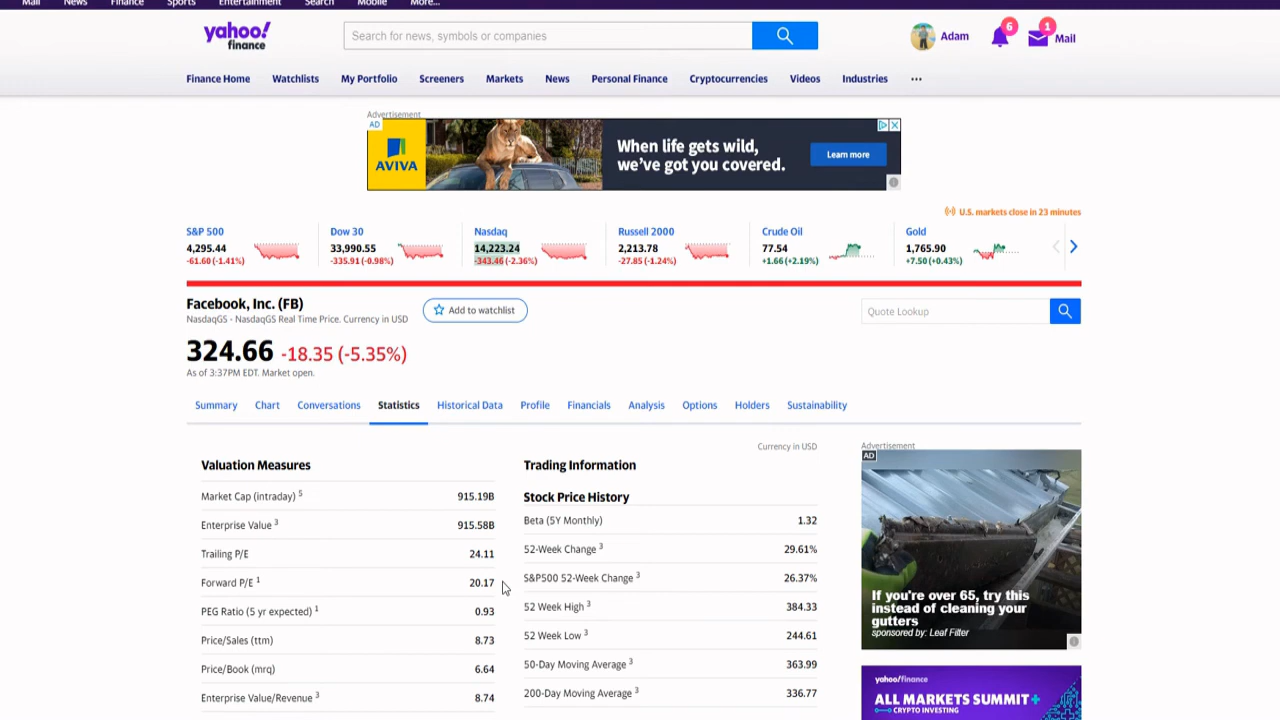 Mail News Finance Sports Entertainment Search Mobile More...
yahoo!
finance
Search for news, symbols or companies
Adam
6
1
Mail
Finance Home Watchlists My Portfolio Screeners Markets News Personal Finance Cryptocurrencies Videos Industries ...
Advertisement
AD
AVIVA
When life gets wild,
we've got you covered.
Learn more
U.S. markets close in 23 minutes
S&P 500
4,295.44
-61.60 (-1.41%)
Dow 30
33,990.55
-335.91 (-0.98%)
Nasdaq
14,223.24
-343.46 (-2.36%)
Russell 2000
2,213.78
-27.85 (-1.24%)
Crude Oil
77.54
+1.66 (+2.19%)
Gold
1,765.90
+7.50 (+0.43%)
Facebook, Inc. (FB)
NasdaqGS - NasdaqGS Real Time Price. Currency in USD
Add to watchlist
Quote Lookup
324.66 -18.35 (-5.35%)
As of 3:37PM EDT. Market open.
Summary Chart Conversations Statistics Historical Data Profile Financials Analysis Options Holders Sustainability
Currency in USD
Valuation Measures
Market Cap (intraday) 5 915.19B
Enterprise Value 3 915.58B
Trailing P/E 24.11
Forward P/E 1 20.17
PEG Ratio (5 yr expected) 1 0.93
Price/Sales (ttm) 8.73
Price/Book (mrq) 6.64
Enterprise Value/Revenue 3 8.74
Trading Information
Stock Price History
Beta (5Y Monthly) 1.32
52-Week Change 3 29.61%
S&P500 52-Week Change 3 26.37%
52 Week High 3 384.33
52 Week Low 3 244.61
50-Day Moving Average 3 363.99
200-Day Moving Average 3 336.77
Advertisement
AD
If you're over 65, try this
instead of cleaning your
gutters
sponsored by: Leaf Filter
yahoo/finance
ALL MARKETS SUMMIT+
CRYPTO INVESTING